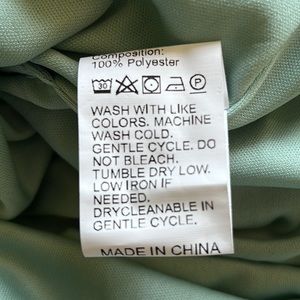 Composition:
100% Polyester
30 P
WASH WITH LIKE
COLORS. MACHINE
WASH COLD.
GENTLE CYCLE. DO
NOT BLEACH.
TUMBLE DRY LOW.
LOW IRON IF
NEEDED.
DRYCLEANABLE IN
GENTLE CYCLE.
MADE IN CHINA